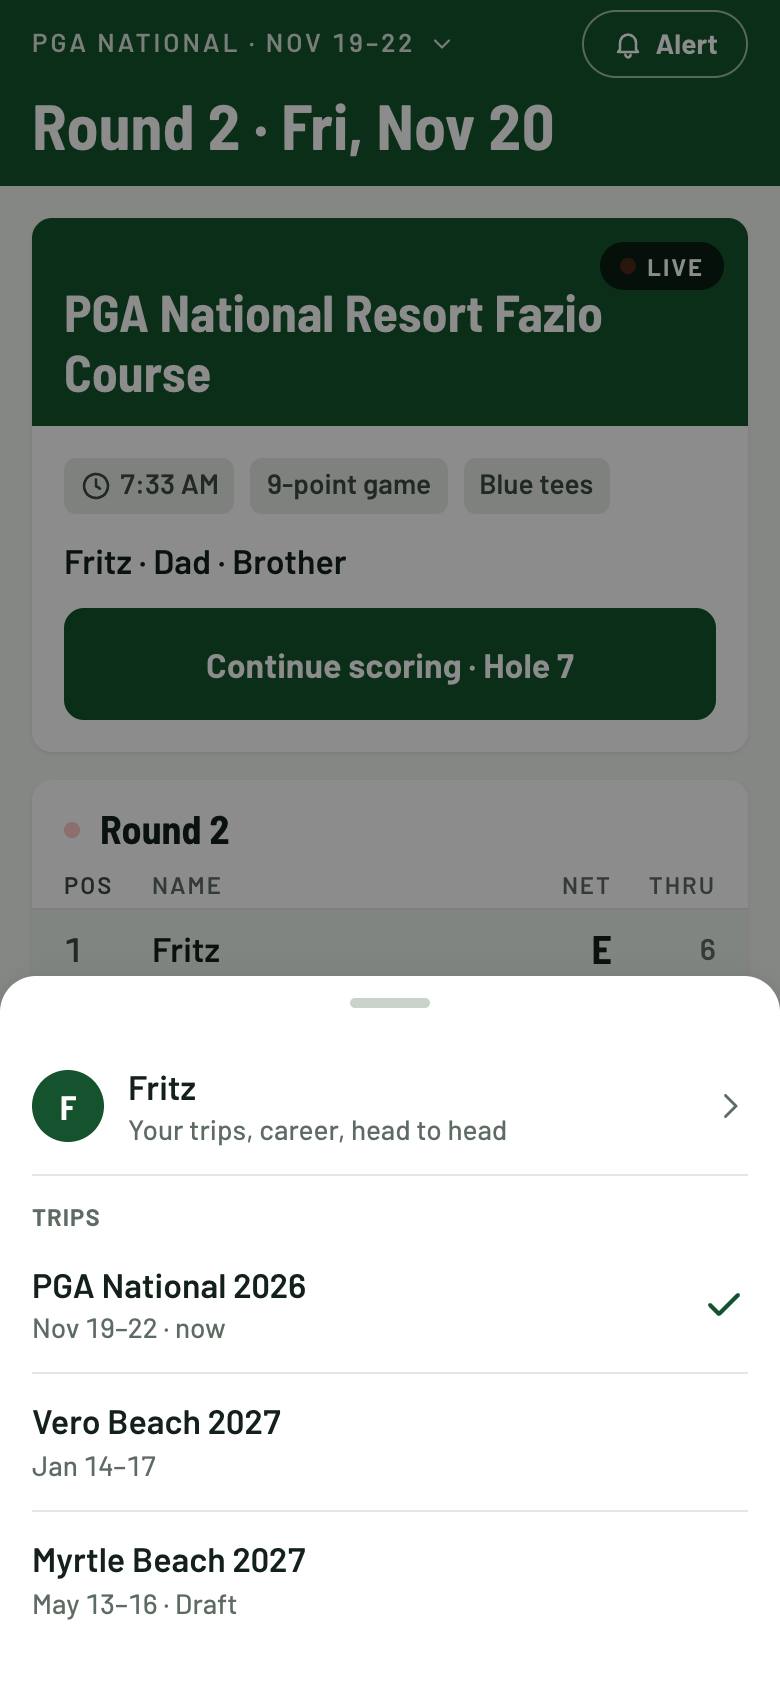 PGA NATIONAL · NOV 19–22
Alert
Round 2 · Fri, Nov 20
LIVE
PGA National Resort Fazio
Course
7:33 AM
9-point game
Blue tees
Fritz · Dad · Brother
Continue scoring · Hole 7
Round 2
POS NAME NET THRU
1 Fritz E 6
F
Fritz
Your trips, career, head to head
TRIPS
PGA National 2026
Nov 19–22 · now
Vero Beach 2027
Jan 14–17
Myrtle Beach 2027
May 13–16 · Draft